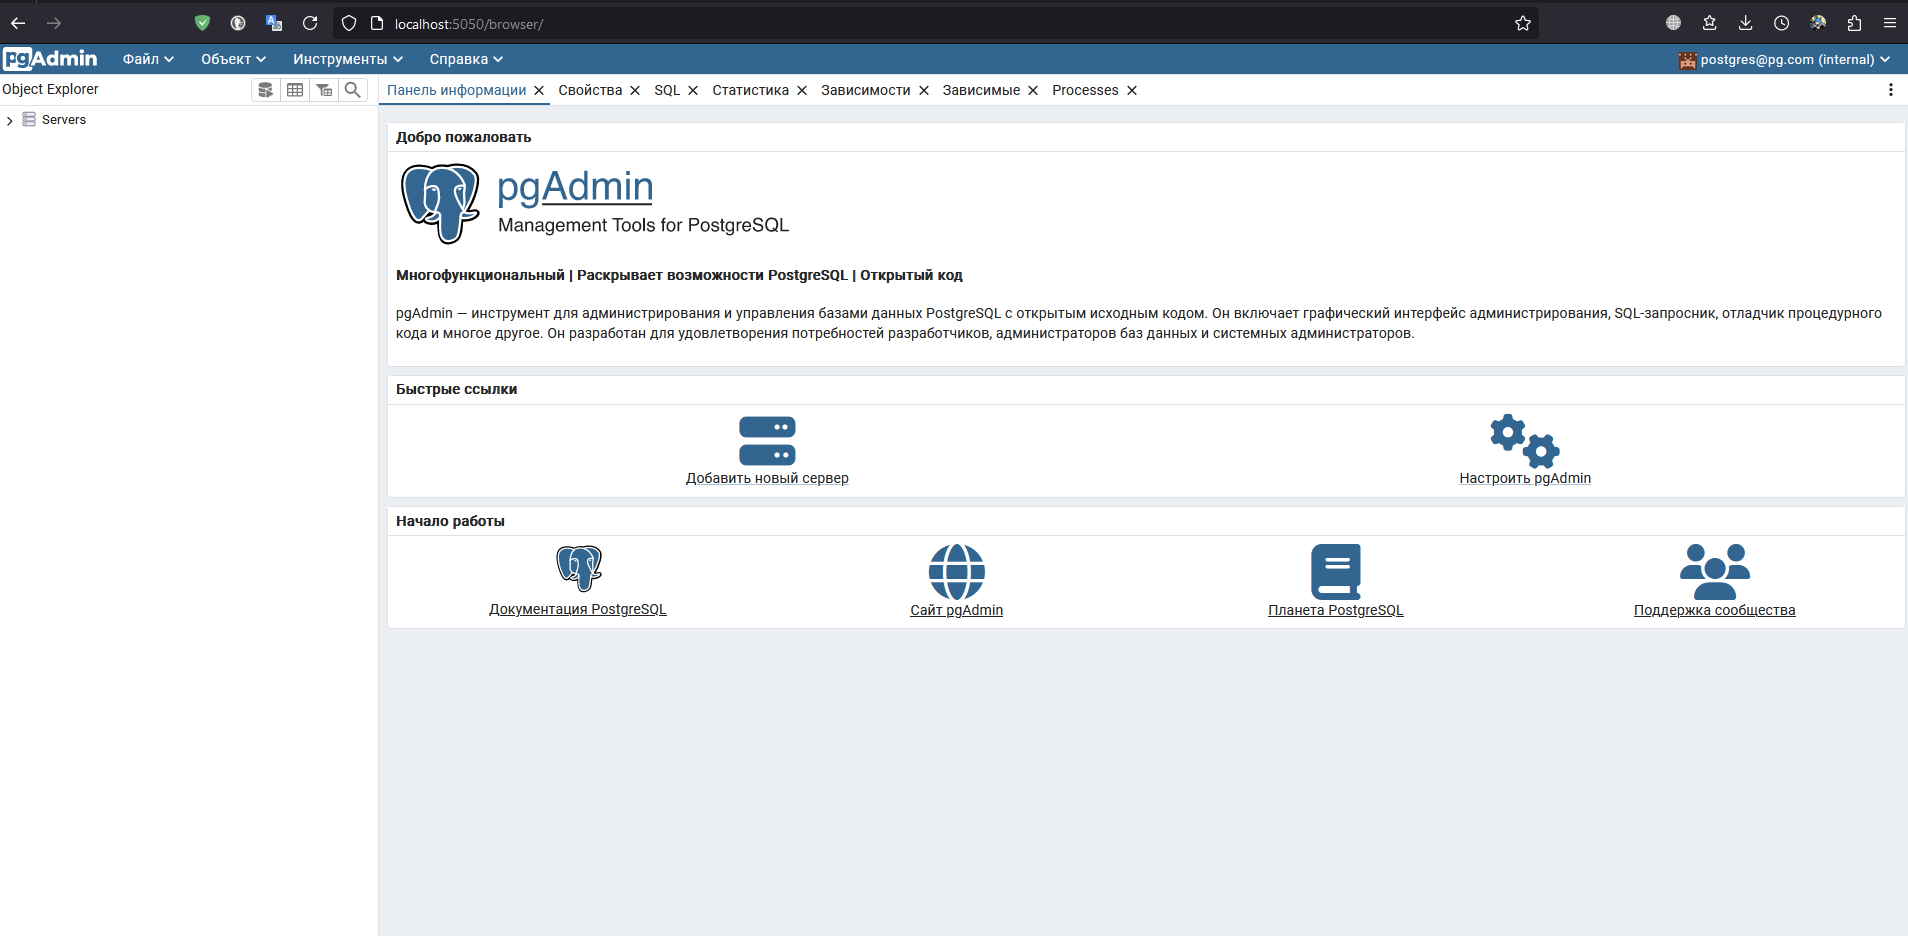 localhost:5050/browser/
pgAdmin Файл Объект Инструменты Справка postgres@pg.com (internal)
Object Explorer
Панель информации Свойства SQL Статистика Зависимости Зависимые Processes
Servers
Добро пожаловать
pgAdmin
Management Tools for PostgreSQL
Многофункциональный | Раскрывает возможности PostgreSQL | Открытый код
pgAdmin — инструмент для администрирования и управления базами данных PostgreSQL с открытым исходным кодом. Он включает графический интерфейс администрирования, SQL-запросник, отладчик процедурного
кода и многое другое. Он разработан для удовлетворения потребностей разработчиков, администраторов баз данных и системных администраторов.
Быстрые ссылки
Добавить новый сервер Настроить pgAdmin
Начало работы
Документация PostgreSQL Сайт pgAdmin Планета PostgreSQL Поддержка сообщества